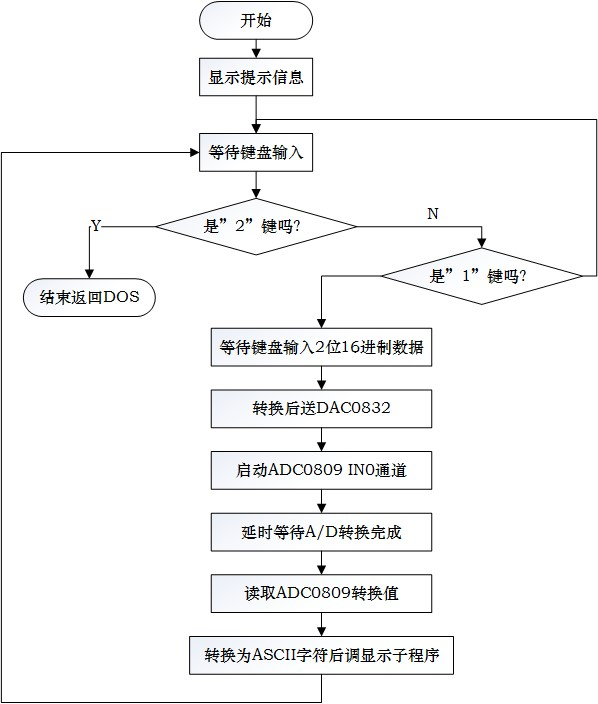 开始
显示提示信息
等待键盘输入
是”2”键吗?
Y
N
结束返回DOS
是”1”键吗?
等待键盘输入2位16进制数据
转换后送DAC0832
启动ADC0809 IN0通道
延时等待A/D转换完成
读取ADC0809转换值
转换为ASCII字符后调显示子程序